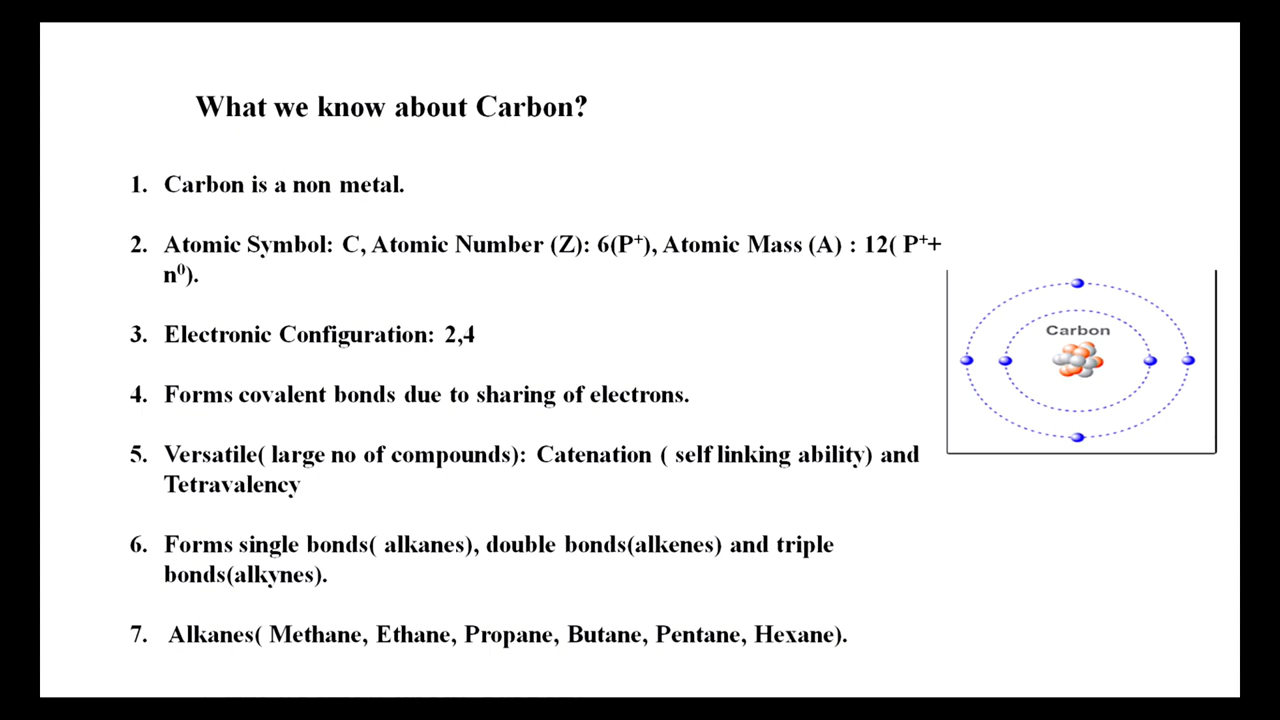 What we know about Carbon?
1. Carbon is a non metal.
2. Atomic Symbol: C, Atomic Number (Z): 6(P⁺), Atomic Mass (A) : 12( P⁺+
n⁰).
3. Electronic Configuration: 2,4
4. Forms covalent bonds due to sharing of electrons.
5. Versatile( large no of compounds): Catenation ( self linking ability) and
Tetravalency
6. Forms single bonds( alkanes), double bonds(alkenes) and triple
bonds(alkynes).
7. Alkanes( Methane, Ethane, Propane, Butane, Pentane, Hexane).
Carbon